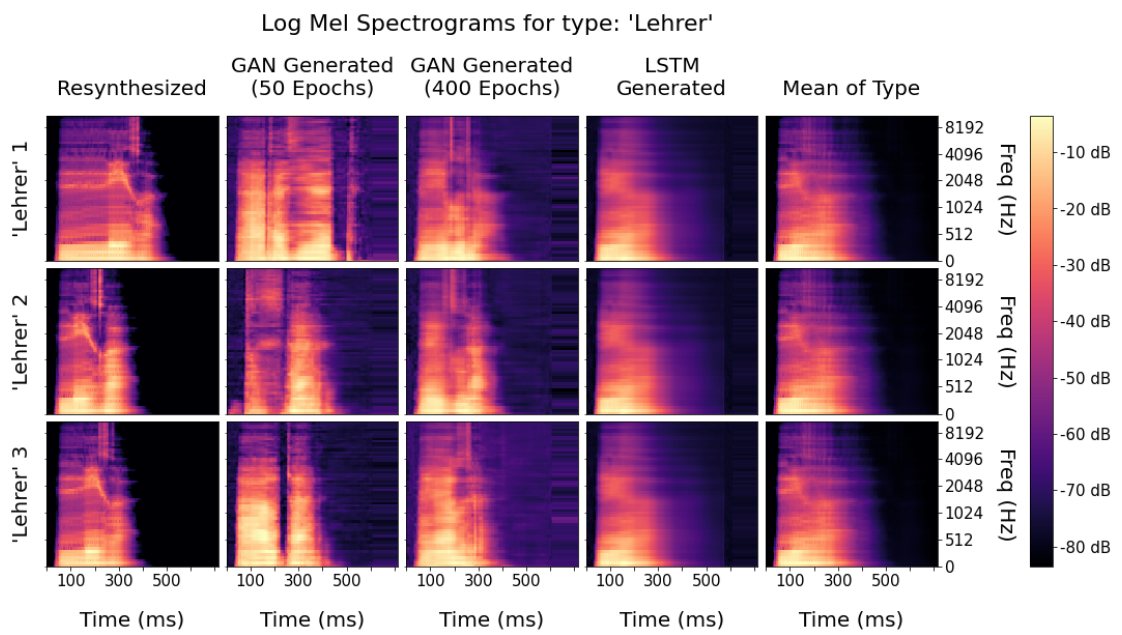 Log Mel Spectrograms for type: 'Lehrer'
Resynthesized
GAN Generated
(50 Epochs)
GAN Generated
(400 Epochs)
LSTM
Generated
Mean of Type
'Lehrer' 1
8192
4096
2048
1024
512
0
Freq (Hz)
'Lehrer' 2
8192
4096
2048
1024
512
0
Freq (Hz)
'Lehrer' 3
8192
4096
2048
1024
512
0
Freq (Hz)
100 300 500
100 300 500
100 300 500
100 300 500
100 300 500
Time (ms)
Time (ms)
Time (ms)
Time (ms)
Time (ms)
-10 dB
-20 dB
-30 dB
-40 dB
-50 dB
-60 dB
-70 dB
-80 dB